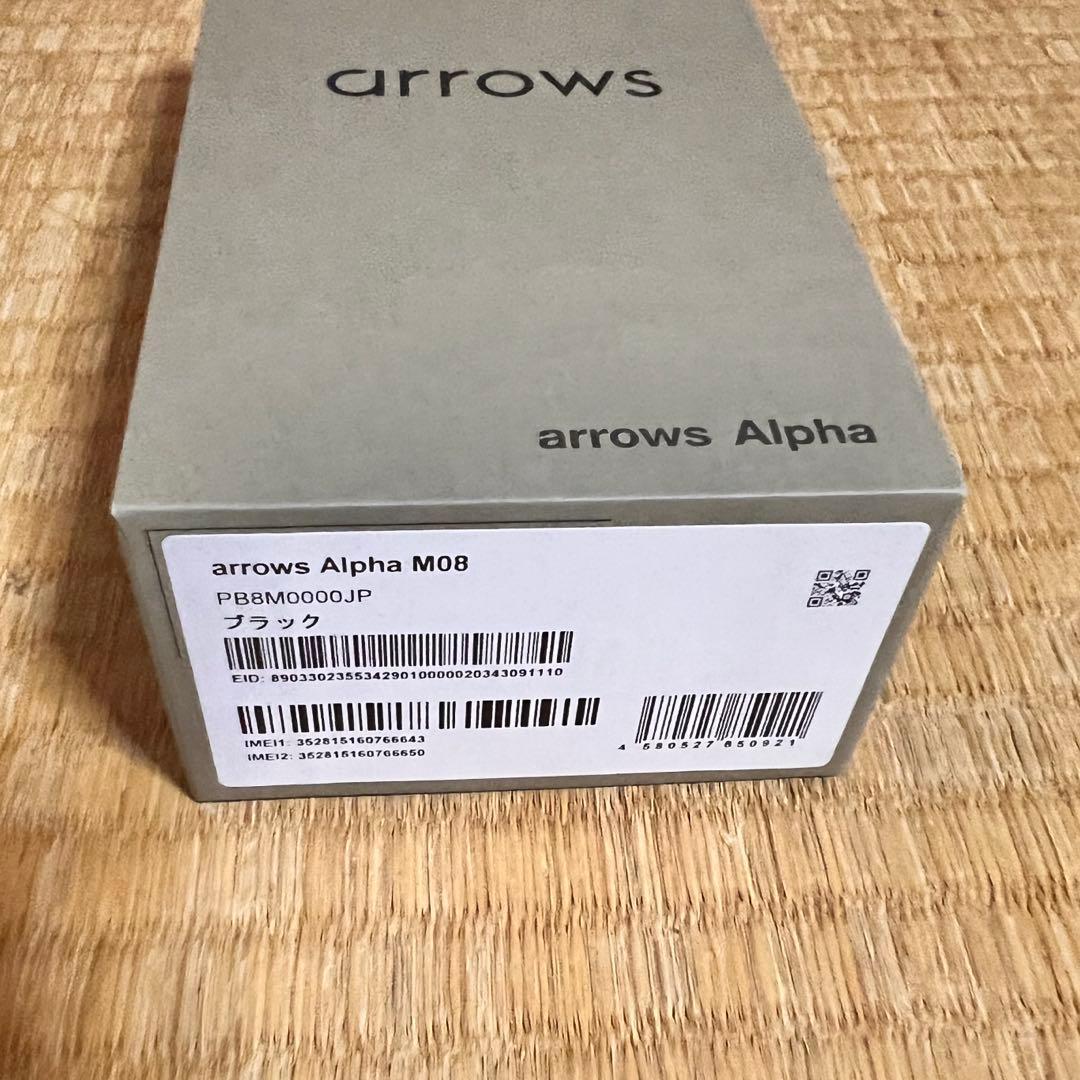 arrows
arrows Alpha
arrows Alpha M08
PB8M0000JP
ブラック
EID: 89033023553429010000020343091110
IMEI1: 352815160766643
IMEI2: 352815160766650
4 580527 650921